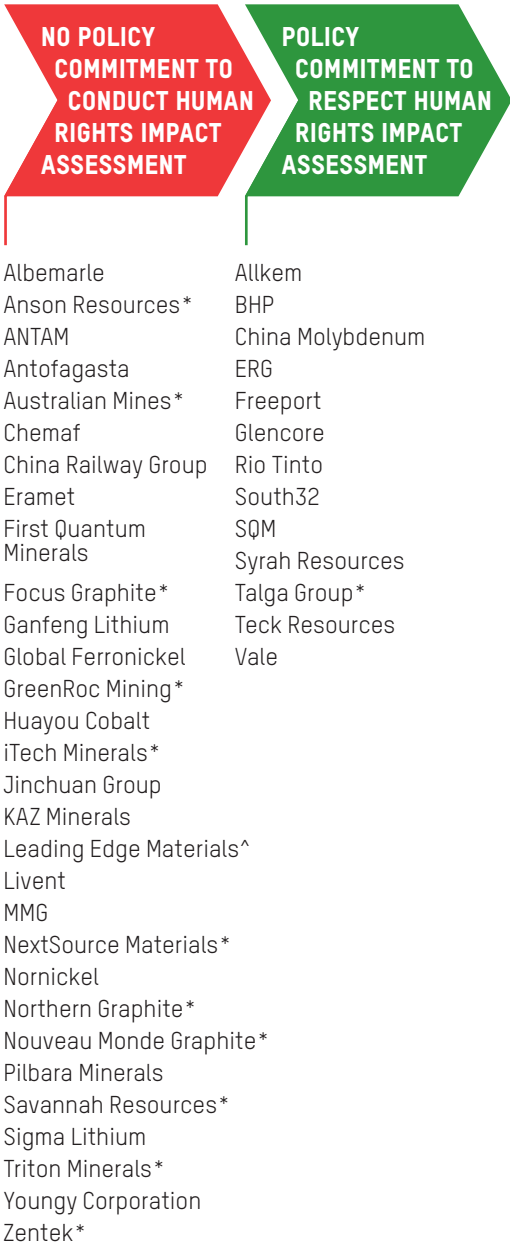 NO POLICY
COMMITMENT TO
CONDUCT HUMAN
RIGHTS IMPACT
ASSESSMENT
Albemarle
Anson Resources*
ANTAM
Antofagasta
Australian Mines*
Chemaf
China Railway Group
Eramet
First Quantum
Minerals
Focus Graphite*
Ganfeng Lithium
Global Ferronickel
GreenRoc Mining*
Huayou Cobalt
iTech Minerals*
Jinchuan Group
KAZ Minerals
Leading Edge Materials^
Livent
MMG
NextSource Materials*
Nornickel
Northern Graphite*
Nouveau Monde Graphite*
Pilbara Minerals
Savannah Resources*
Sigma Lithium
Triton Minerals*
Youngy Corporation
Zentek*
POLICY
COMMITMENT TO
RESPECT HUMAN
RIGHTS IMPACT
ASSESSMENT
Allkem
BHP
China Molybdenum
ERG
Freeport
Glencore
Rio Tinto
South32
SQM
Syrah Resources
Talga Group*
Teck Resources
Vale